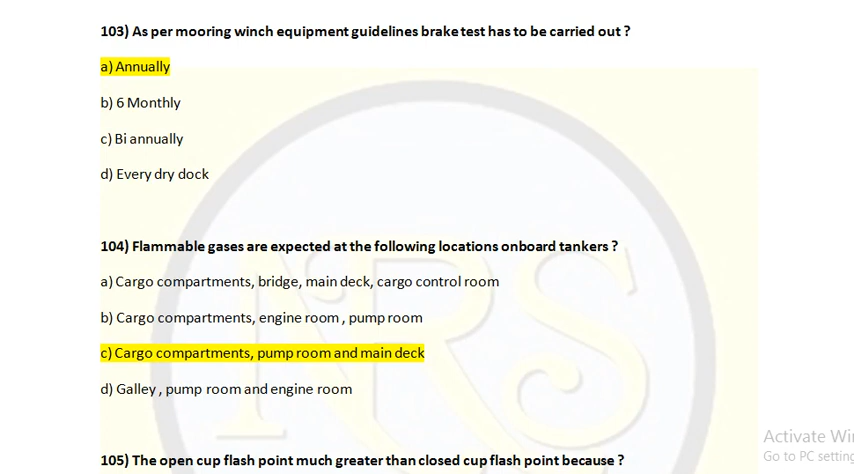 103) As per mooring winch equipment guidelines brake test has to be carried out ?
a) Annually
b) 6 Monthly
c) Bi annually
d) Every dry dock
104) Flammable gases are expected at the following locations onboard tankers ?
a) Cargo compartments, bridge, main deck, cargo control room
b) Cargo compartments, engine room , pump room
c) Cargo compartments, pump room and main deck
d) Galley , pump room and engine room
Activate Wi
Go to PC setting
105) The open cup flash point much greater than closed cup flash point because ?
NRS